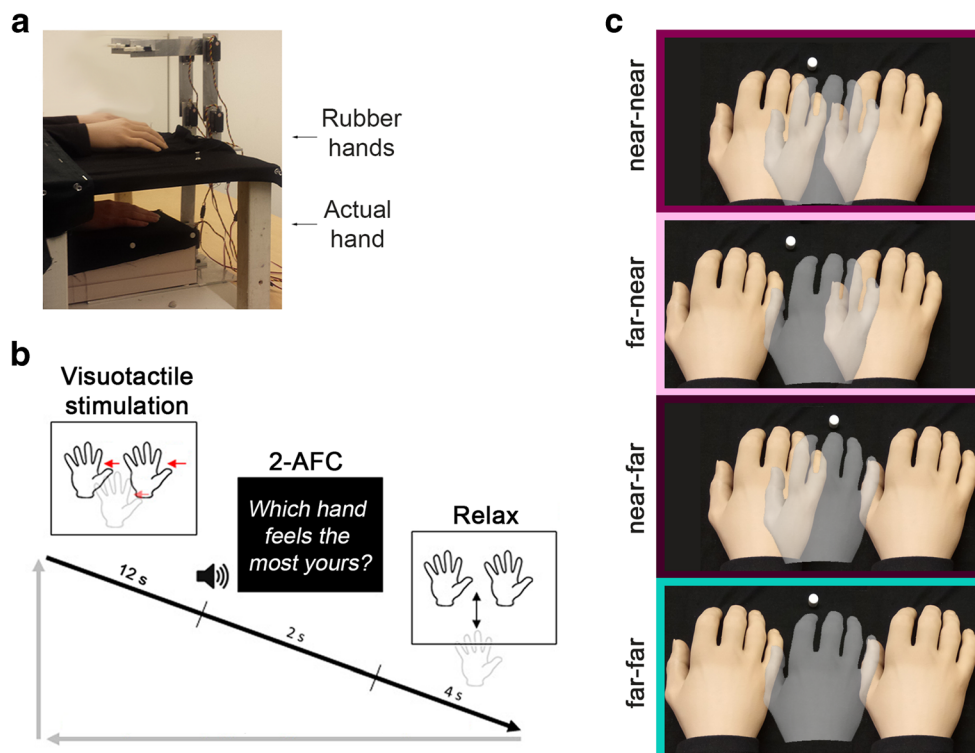 a
Rubber
hands
Actual
hand
b
Visuotactile
stimulation
12 s
2-AFC
Which hand
feels the
most yours?
2 s
Relax
4 s
c
near-near
far-near
near-far
far-far